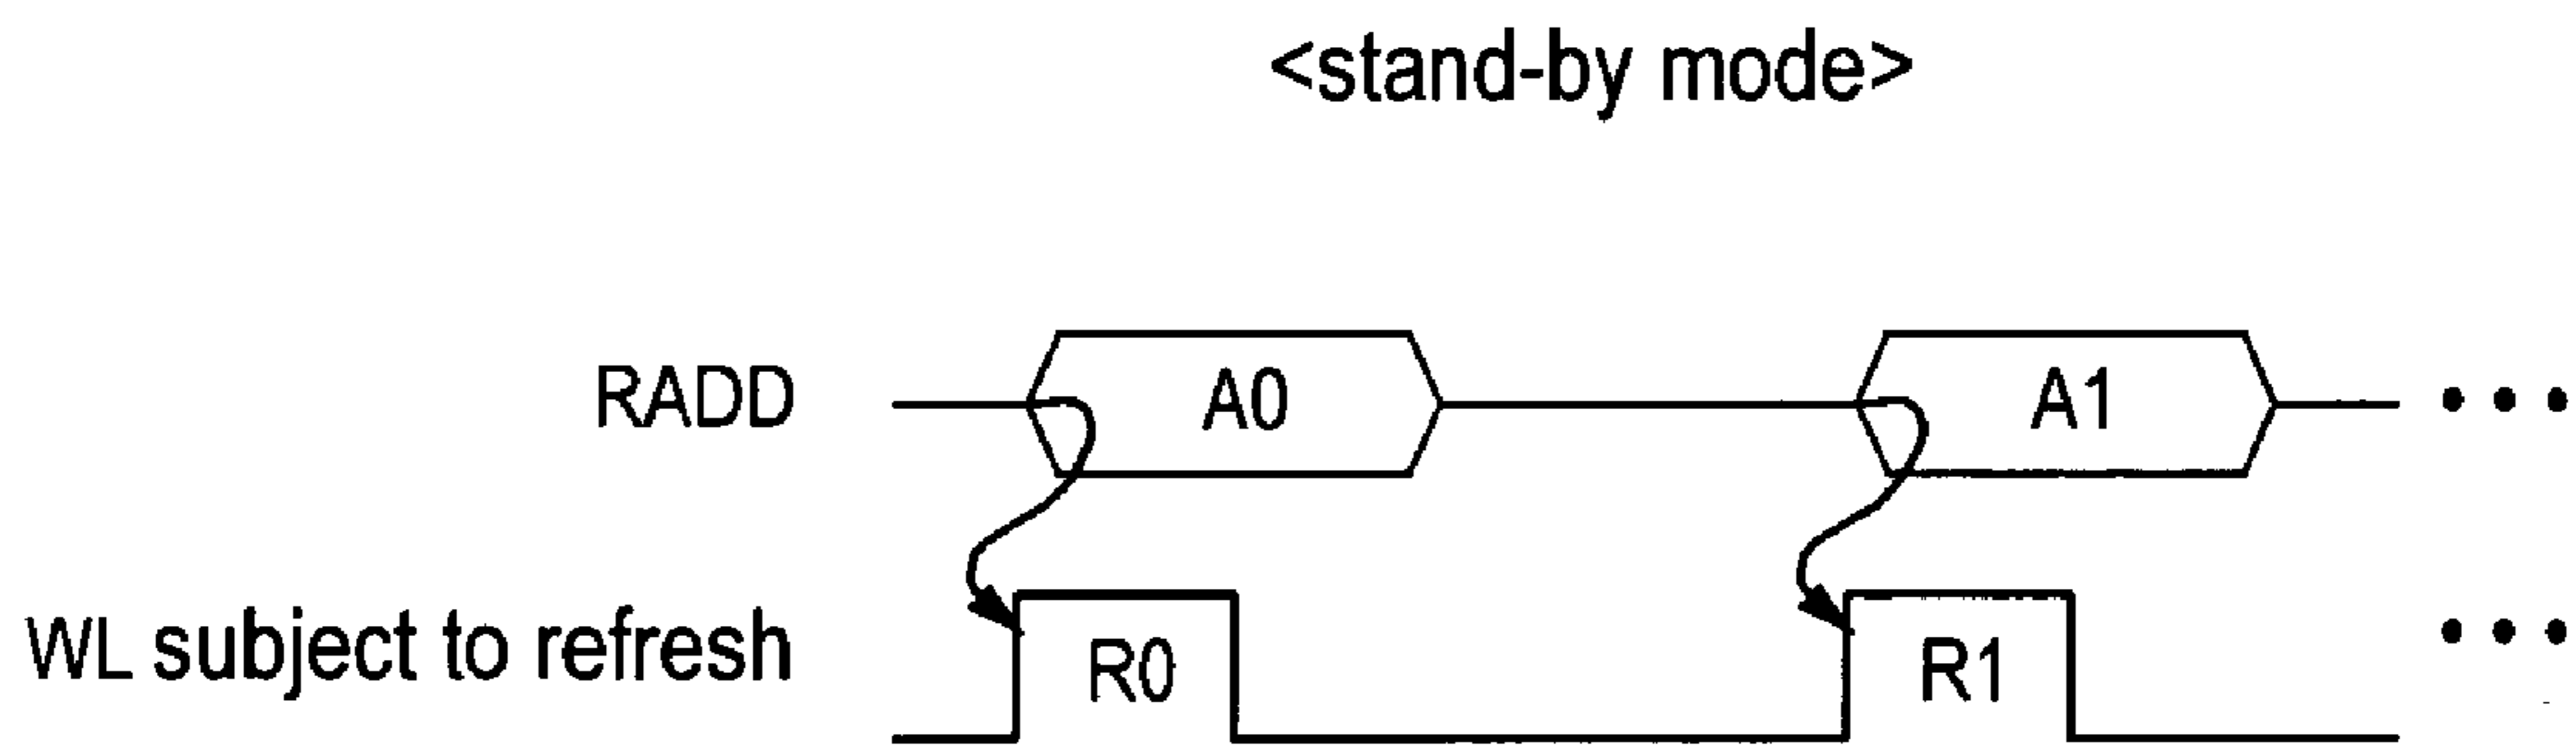 <stand-by mode>
RADD A0 A1 •••
WL subject to refresh R0 R1 •••